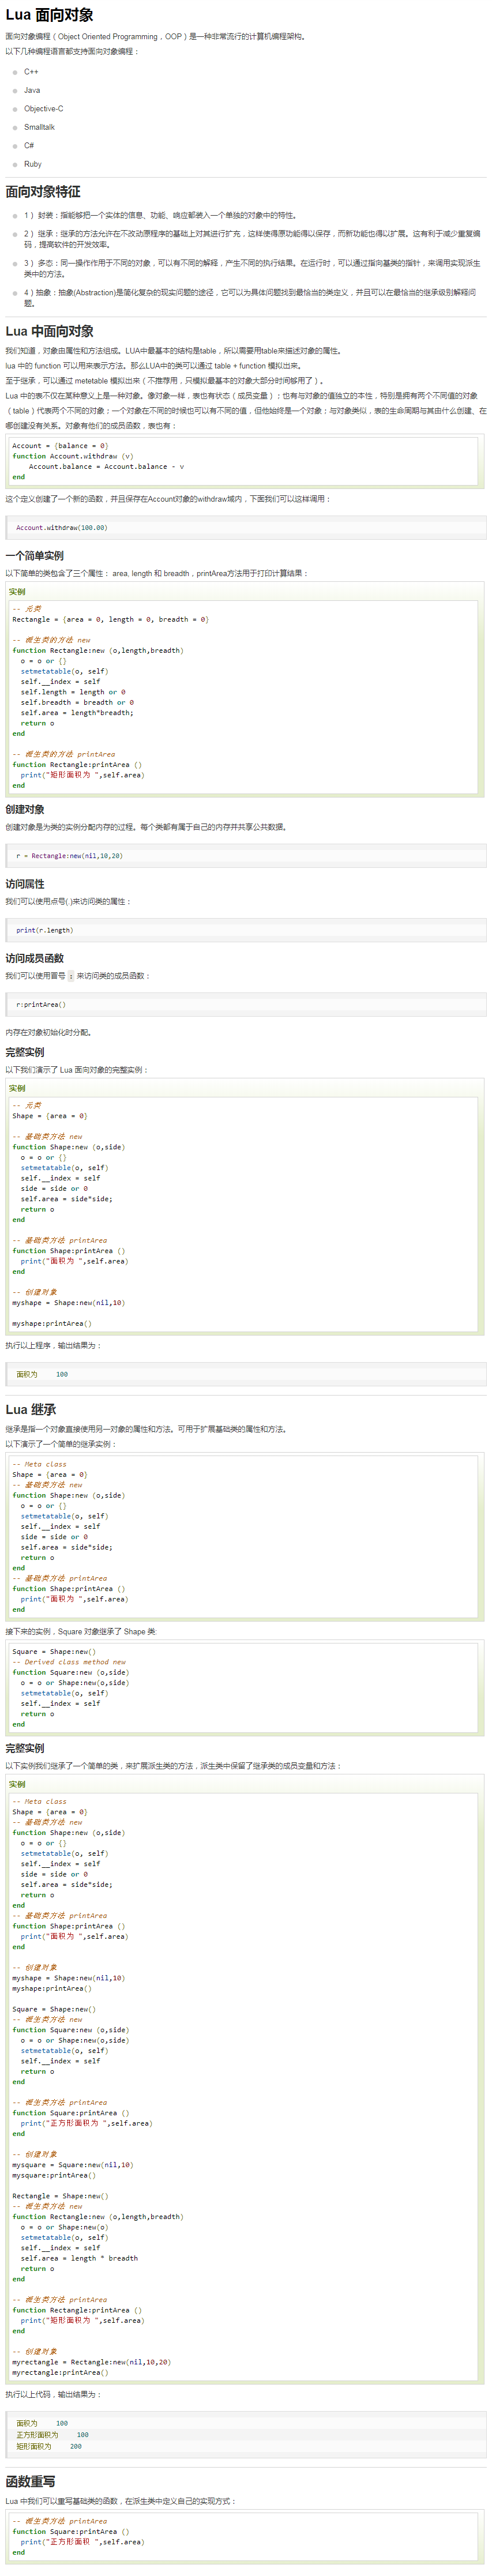 Lua 面向对象
面向对象编程（Object Oriented Programming，OOP）是一种非常流行的计算机编程架构。
以下几种编程语言都支持面向对象编程：
C++
Java
Objective-C
Smalltalk
C#
Ruby
面向对象特征
1） 封装：指能够把一个实体的信息、功能、响应都装入一个单独的对象中的特性。
2） 继承：继承的方法允许在不改动原程序的基础上对其进行扩充，这样使得原功能得以保存，而新功能也得以扩展。这有利于减少重复编
码，提高软件的开发效率。
3） 多态：同一操作作用于不同的对象，可以有不同的解释，产生不同的执行结果。在运行时，可以通过指向基类的指针，来调用实现派生
类中的方法。
4）抽象：抽象(Abstraction)是简化复杂的现实问题的途径，它可以为具体问题找到最恰当的类定义，并且可以在最恰当的继承级别解释问
题。
Lua 中面向对象
我们知道，对象由属性和方法组成。LUA中最基本的结构是table，所以需要用table来描述对象的属性。
lua 中的 function 可以用来表示方法。那么LUA中的类可以通过 table + function 模拟出来。
至于继承，可以通过 metetable 模拟出来（不推荐用，只模拟最基本的对象大部分时间够用了）。
Lua 中的表不仅在某种意义上是一种对象。像对象一样，表也有状态（成员变量）；也有与对象的值独立的本性，特别是拥有两个不同值的对象
（table）代表两个不同的对象；一个对象在不同的时候也可以有不同的值，但他始终是一个对象；与对象类似，表的生命周期与其由什么创建、在
哪创建没有关系。对象有他们的成员函数，表也有：
Account = {balance = 0}
function Account.withdraw (v)
    Account.balance = Account.balance - v
end
这个定义创建了一个新的函数，并且保存在Account对象的withdraw域内，下面我们可以这样调用：
Account.withdraw(100.00)
一个简单实例
以下简单的类包含了三个属性： area, length 和 breadth，printArea方法用于打印计算结果：
实例
-- 元类
Rectangle = {area = 0, length = 0, breadth = 0}
-- 派生类的方法 new
function Rectangle:new (o,length,breadth)
  o = o or {}
  setmetatable(o, self)
  self.__index = self
  self.length = length or 0
  self.breadth = breadth or 0
  self.area = length*breadth;
  return o
end
-- 派生类的方法 printArea
function Rectangle:printArea ()
  print("矩形面积为 ",self.area)
end
创建对象
创建对象是为类的实例分配内存的过程。每个类都有属于自己的内存并共享公共数据。
r = Rectangle:new(nil,10,20)
访问属性
我们可以使用点号(.)来访问类的属性：
print(r.length)
访问成员函数
我们可以使用冒号 : 来访问类的成员函数：
r:printArea()
内存在对象初始化时分配。
完整实例
以下我们演示了 Lua 面向对象的完整实例：
实例
-- 元类
Shape = {area = 0}
-- 基础类方法 new
function Shape:new (o,side)
  o = o or {}
  setmetatable(o, self)
  self.__index = self
  side = side or 0
  self.area = side*side;
  return o
end
-- 基础类方法 printArea
function Shape:printArea ()
  print("面积为 ",self.area)
end
-- 创建对象
myshape = Shape:new(nil,10)
myshape:printArea()
执行以上程序，输出结果为：
面积为     100
Lua 继承
继承是指一个对象直接使用另一对象的属性和方法。可用于扩展基础类的属性和方法。
以下演示了一个简单的继承实例：
-- Meta class
Shape = {area = 0}
-- 基础类方法 new
function Shape:new (o,side)
  o = o or {}
  setmetatable(o, self)
  self.__index = self
  side = side or 0
  self.area = side*side;
  return o
end
-- 基础类方法 printArea
function Shape:printArea ()
  print("面积为 ",self.area)
end
接下来的实例，Square 对象继承了 Shape 类:
Square = Shape:new()
-- Derived class method new
function Square:new (o,side)
  o = o or Shape:new(o,side)
  setmetatable(o, self)
  self.__index = self
  return o
end
完整实例
以下实例我们继承了一个简单的类，来扩展派生类的方法，派生类中保留了继承类的成员变量和方法：
实例
-- Meta class
Shape = {area = 0}
-- 基础类方法 new
function Shape:new (o,side)
  o = o or {}
  setmetatable(o, self)
  self.__index = self
  side = side or 0
  self.area = side*side;
  return o
end
-- 基础类方法 printArea
function Shape:printArea ()
  print("面积为 ",self.area)
end
-- 创建对象
myshape = Shape:new(nil,10)
myshape:printArea()
Square = Shape:new()
-- 派生类方法 new
function Square:new (o,side)
  o = o or Shape:new(o,side)
  setmetatable(o, self)
  self.__index = self
  return o
end
-- 派生类方法 printArea
function Square:printArea ()
  print("正方形面积为 ",self.area)
end
-- 创建对象
mysquare = Square:new(nil,10)
mysquare:printArea()
Rectangle = Shape:new()
-- 派生类方法 new
function Rectangle:new (o,length,breadth)
  o = o or Shape:new(o)
  setmetatable(o, self)
  self.__index = self
  self.area = length * breadth
  return o
end
-- 派生类方法 printArea
function Rectangle:printArea ()
  print("矩形面积为 ",self.area)
end
-- 创建对象
myrectangle = Rectangle:new(nil,10,20)
myrectangle:printArea()
执行以上代码，输出结果为：
面积为     100
正方形面积为     100
矩形面积为     200
函数重写
Lua 中我们可以重写基础类的函数，在派生类中定义自己的实现方式：
-- 派生类方法 printArea
function Square:printArea ()
  print("正方形面积 ",self.area)
end